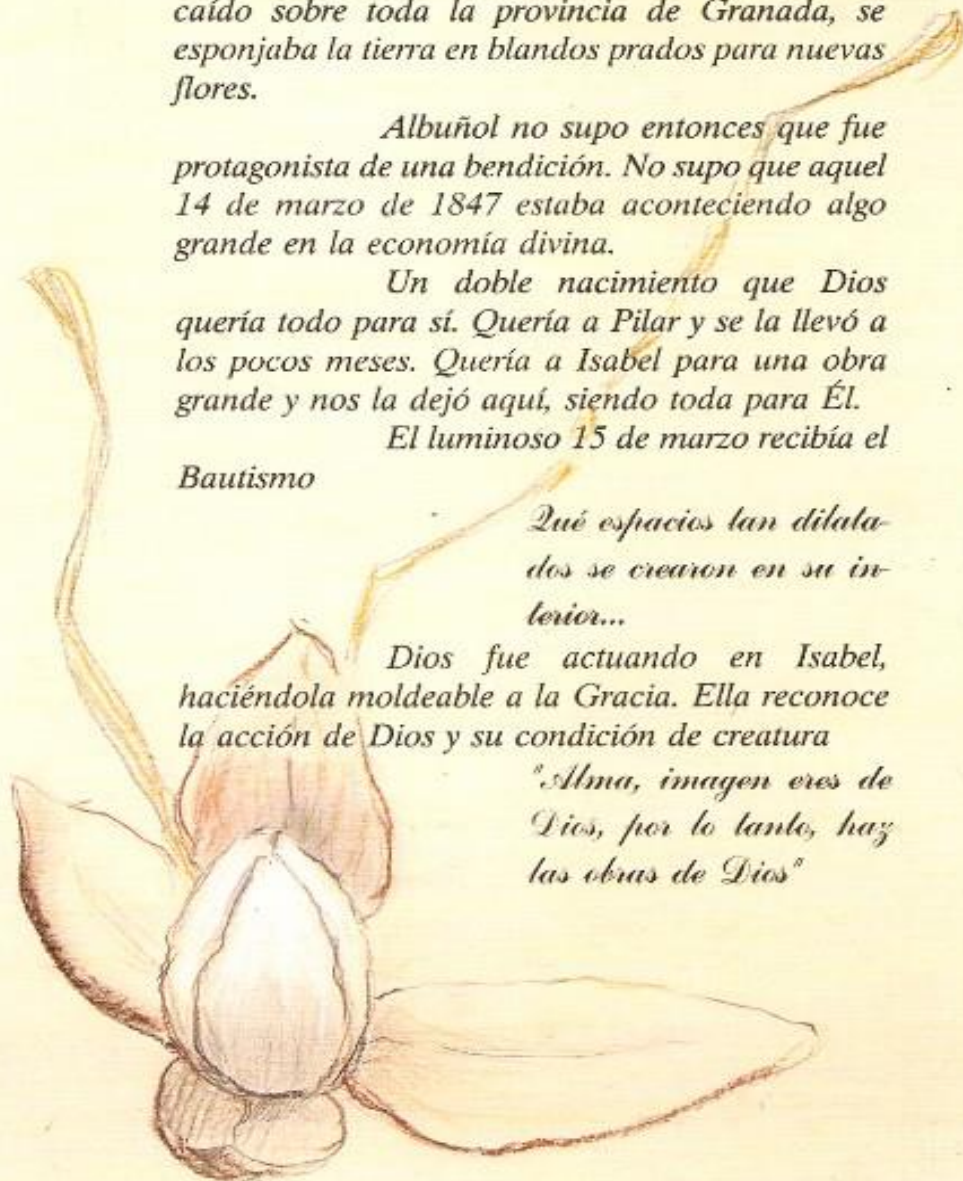 caído sobre toda la provincia de Granada, se
esponjaba la tierra en blandos prados para nuevas
flores.
Albuñol no supo entonces que fue
protagonista de una bendición. No supo que aquel
14 de marzo de 1847 estaba aconteciendo algo
grande en la economía divina.
Un doble nacimiento que Dios
quería todo para sí. Quería a Pilar y se la llevó a
los pocos meses. Quería a Isabel para una obra
grande y nos la dejó aquí, siendo toda para Él.
El luminoso 15 de marzo recibía el
Bautismo
Qué espacios tan dilata-
dos se crearon en su in-
terior...
Dios fue actuando en Isabel,
haciéndola moldeable a la Gracia. Ella reconoce
la acción de Dios y su condición de creatura
"Alma, imagen eres de
Dios, por lo tanto, haz
las obras de Dios"